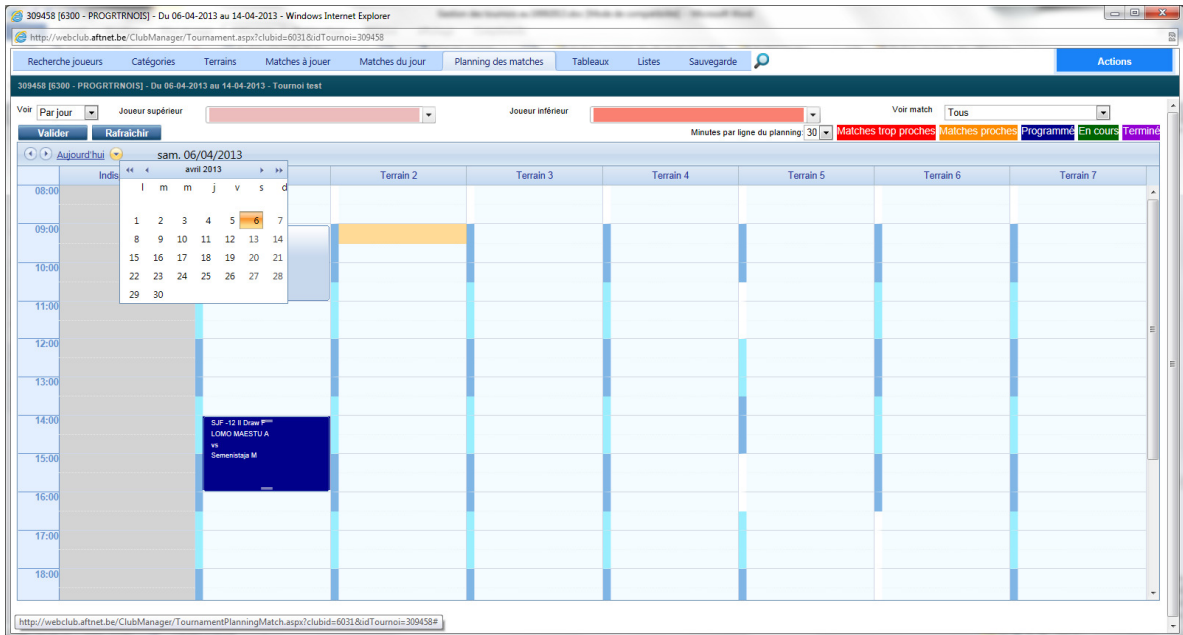 309458 [6300 - PROGRTRNOIS] - Du 06-04-2013 au 14-04-2013 - Windows Internet Explorer
http://webclub.aftnet.be/ClubManager/Tournament.aspx?clubid=6031&idTournoi=309458
Recherche joueurs Catégories Terrains Matches à jouer Matches du jour Planning des matches Tableaux Listes Sauvegarde Actions
309458 [6300 - PROGRTRNOIS] - Du 06-04-2013 au 14-04-2013 - Tournoi test
Voir Par jour Joueur supérieur Joueur inférieur Voir match Tous
Valider Rafraîchir Minutes par ligne du planning: 30 Matches trop proches Matches proches Programmé En cours Terminé
Aujourd'hui sam. 06/04/2013
Indis Terrain 2 Terrain 3 Terrain 4 Terrain 5 Terrain 6 Terrain 7
avril 2013
l m m j v s d
1 2 3 4 5 6 7
8 9 10 11 12 13 14
15 16 17 18 19 20 21
22 23 24 25 26 27 28
29 30
08:00
09:00
10:00
11:00
12:00
13:00
14:00
SJF -12 II Draw F
LOMO MAESTU A
vs
Semenistaja M
15:00
16:00
17:00
18:00
http://webclub.aftnet.be/ClubManager/TournamentPlanningMatch.aspx?clubid=6031&idTournoi=309458#